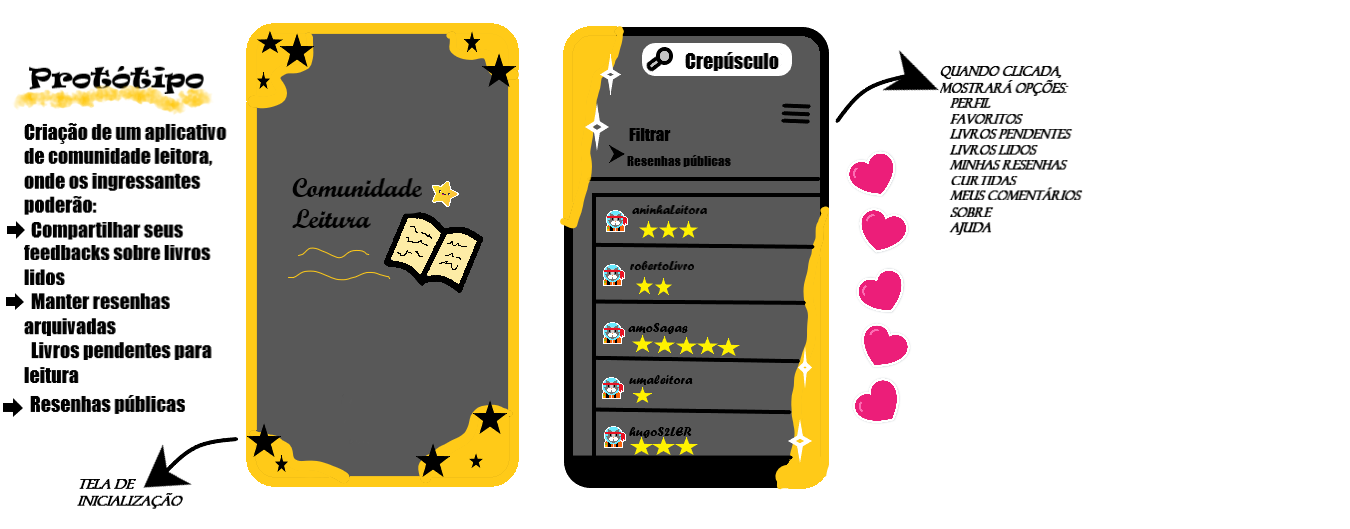 Protótipo
Criação de um aplicativo
de comunidade leitora,
onde os ingressantes
poderão:
Compartilhar seus
feedbacks sobre livros
lidos
Manter resenhas
arquivadas
Livros pendentes para
leitura
Resenhas públicas
TELA DE
INICIALIZAÇÃO
Comunidade
Leitura
Crepúsculo
Filtrar
Resenhas públicas
aninhaLeitora
robertoLivro
amoSagas
umaLeitora
hugoS2LER
QUANDO CLICADA,
MOSTRARÁ OPÇÕES:
PERFIL
FAVORITOS
LIVROS PENDENTES
LIVROS LIDOS
MINHAS RESENHAS
CURTIDAS
MEUS COMENTÁRIOS
SOBRE
AJUDA